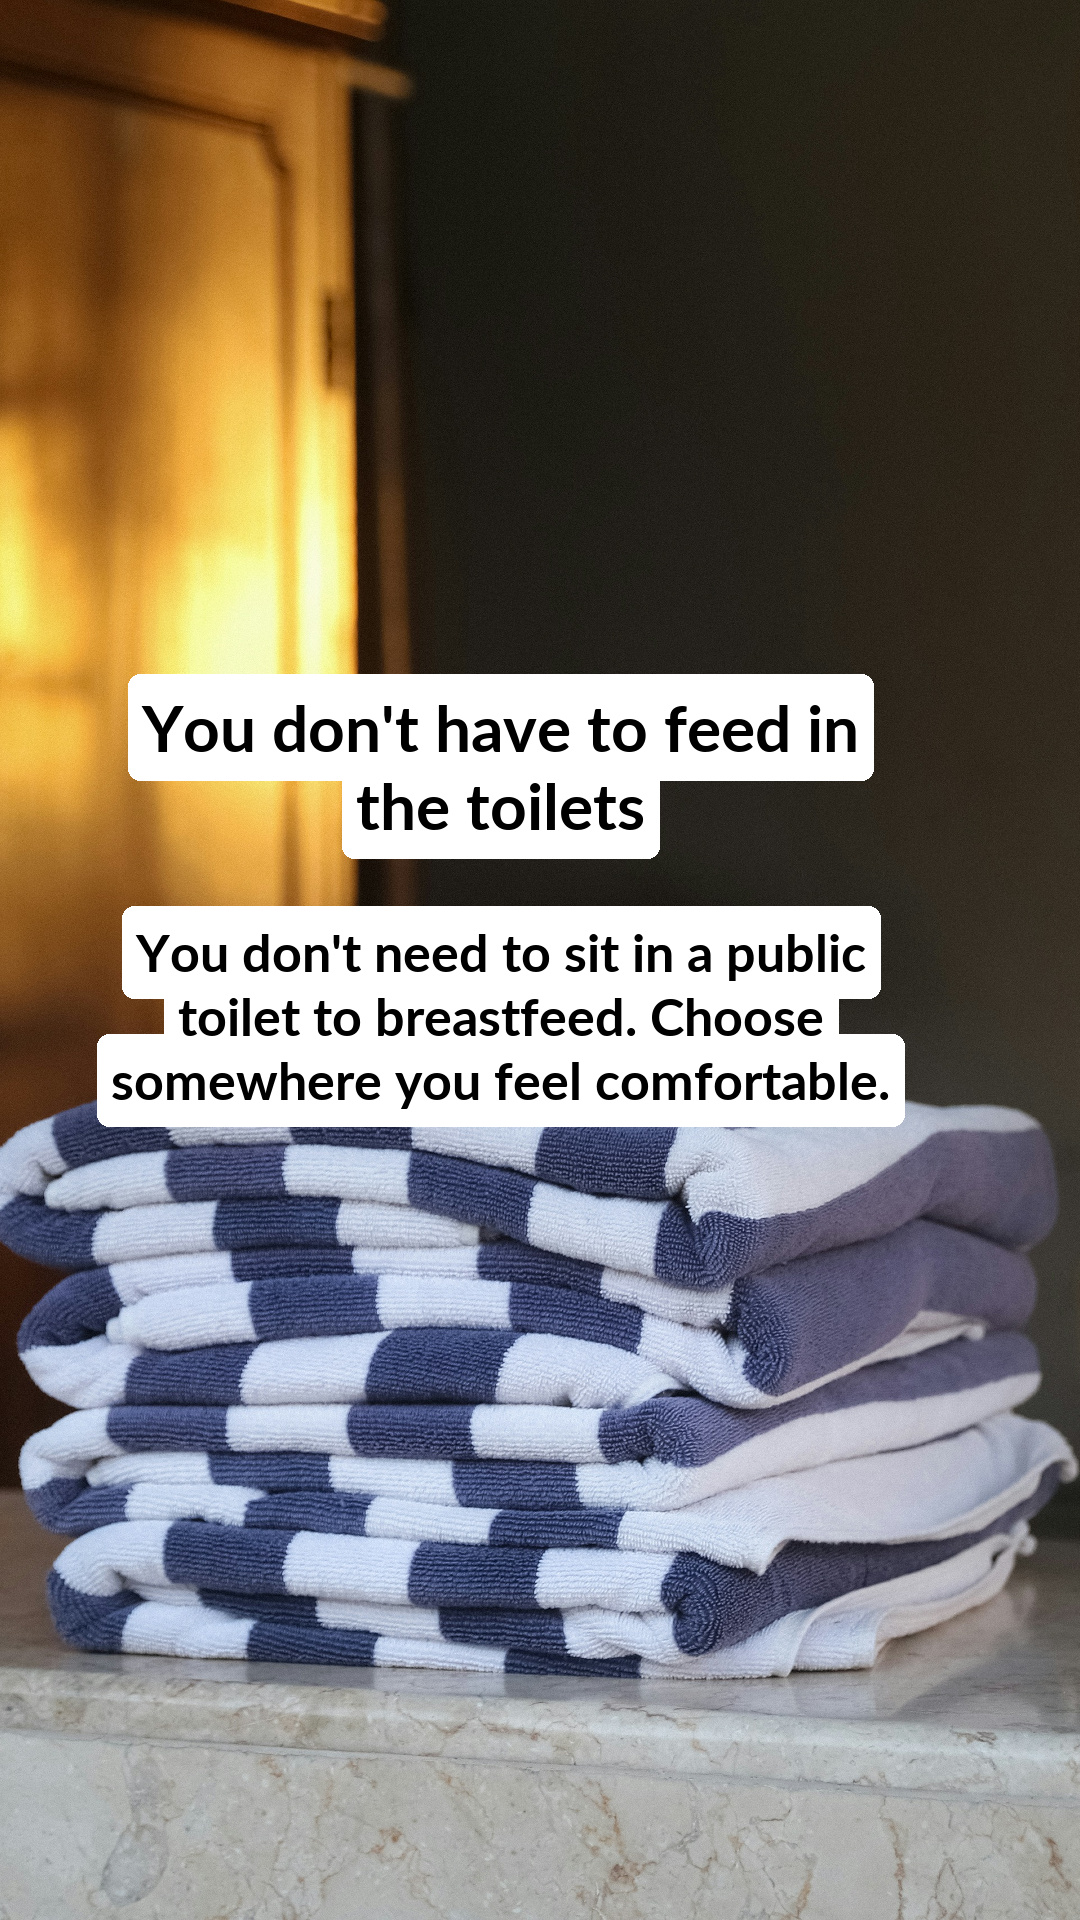 You don't have to feed in
the toilets
You don't need to sit in a public
toilet to breastfeed. Choose
somewhere you feel comfortable.